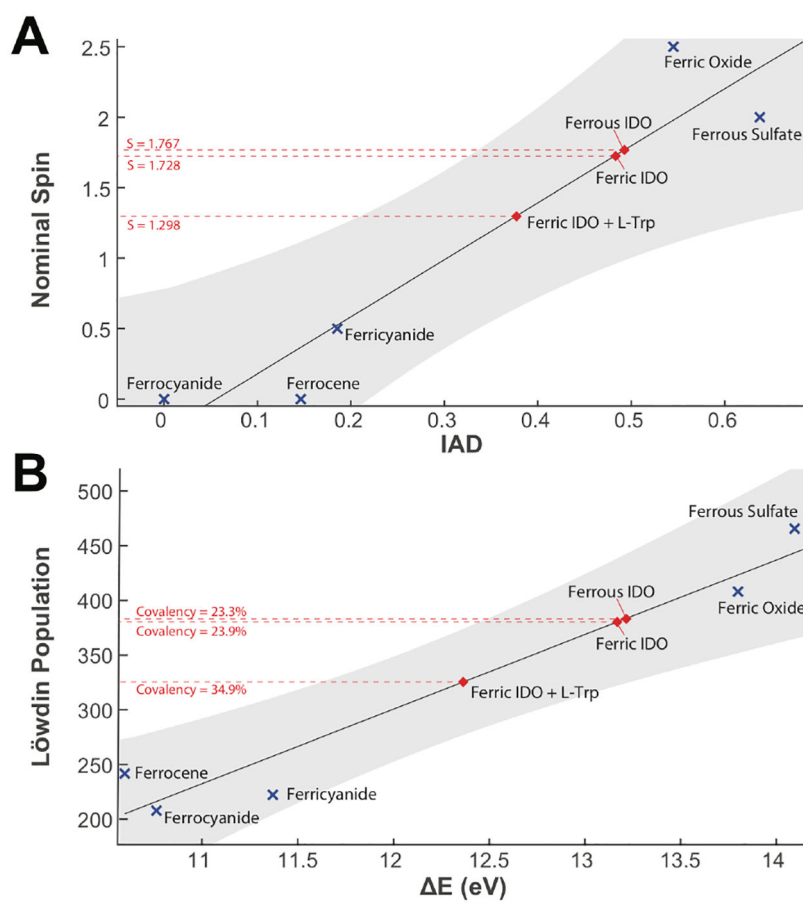 A
2.5
Ferric Oxide
Ferrous IDO
2
Ferrous Sulfate
S = 1.767
S = 1.728
Ferric IDO
1.5
Nominal Spin
S = 1.298
Ferric IDO + L-Trp
1
0.5
Ferricyanide
Ferrocyanide
Ferrocene
0
0 0.1 0.2 0.3 0.4 0.5 0.6
IAD
B
500
Ferrous Sulfate
450
Ferrous IDO
400
Covalency = 23.3%
Ferric Oxide
Covalency = 23.9%
Ferric IDO
350
Löwdin Population
Covalency = 34.9%
Ferric IDO + L-Trp
300
250
Ferrocene
Ferricyanide
200
Ferrocyanide
11 11.5 12 12.5 13 13.5 14
ΔE (eV)